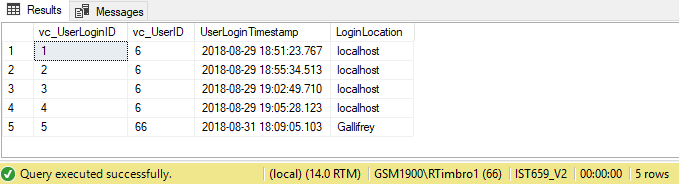 Results Messages
vc_UserLoginID vc_UserID UserLoginTimestamp LoginLocation
1 1 6 2018-08-29 18:51:23.767 localhost
2 2 6 2018-08-29 18:55:34.513 localhost
3 3 6 2018-08-29 19:02:49.710 localhost
4 4 6 2018-08-29 19:05:28.123 localhost
5 5 66 2018-08-31 18:09:05.103 Gallifrey
Query executed successfully. (local) (14.0 RTM) GSM1900\RTimbro1 (66) IST659_V2 00:00:00 5 rows